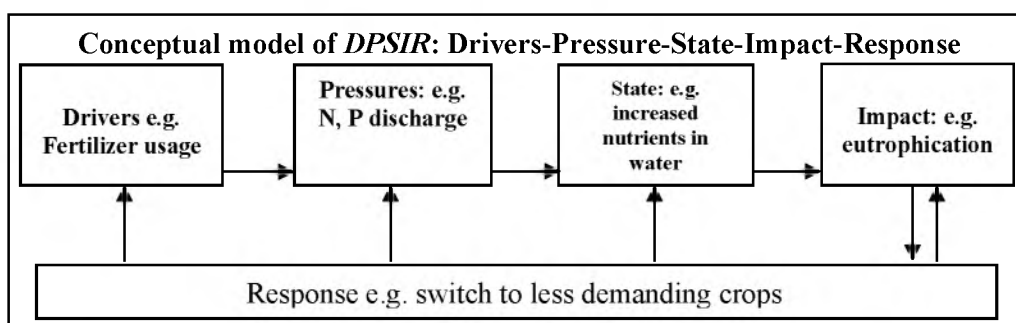 Conceptual model of DPSIR: Drivers-Pressure-State-Impact-Response
Drivers e.g.
Fertilizer usage
Pressures: e.g.
N, P discharge
State: e.g.
increased
nutrients in
water
Impact: e.g.
eutrophication
Response e.g. switch to less demanding crops